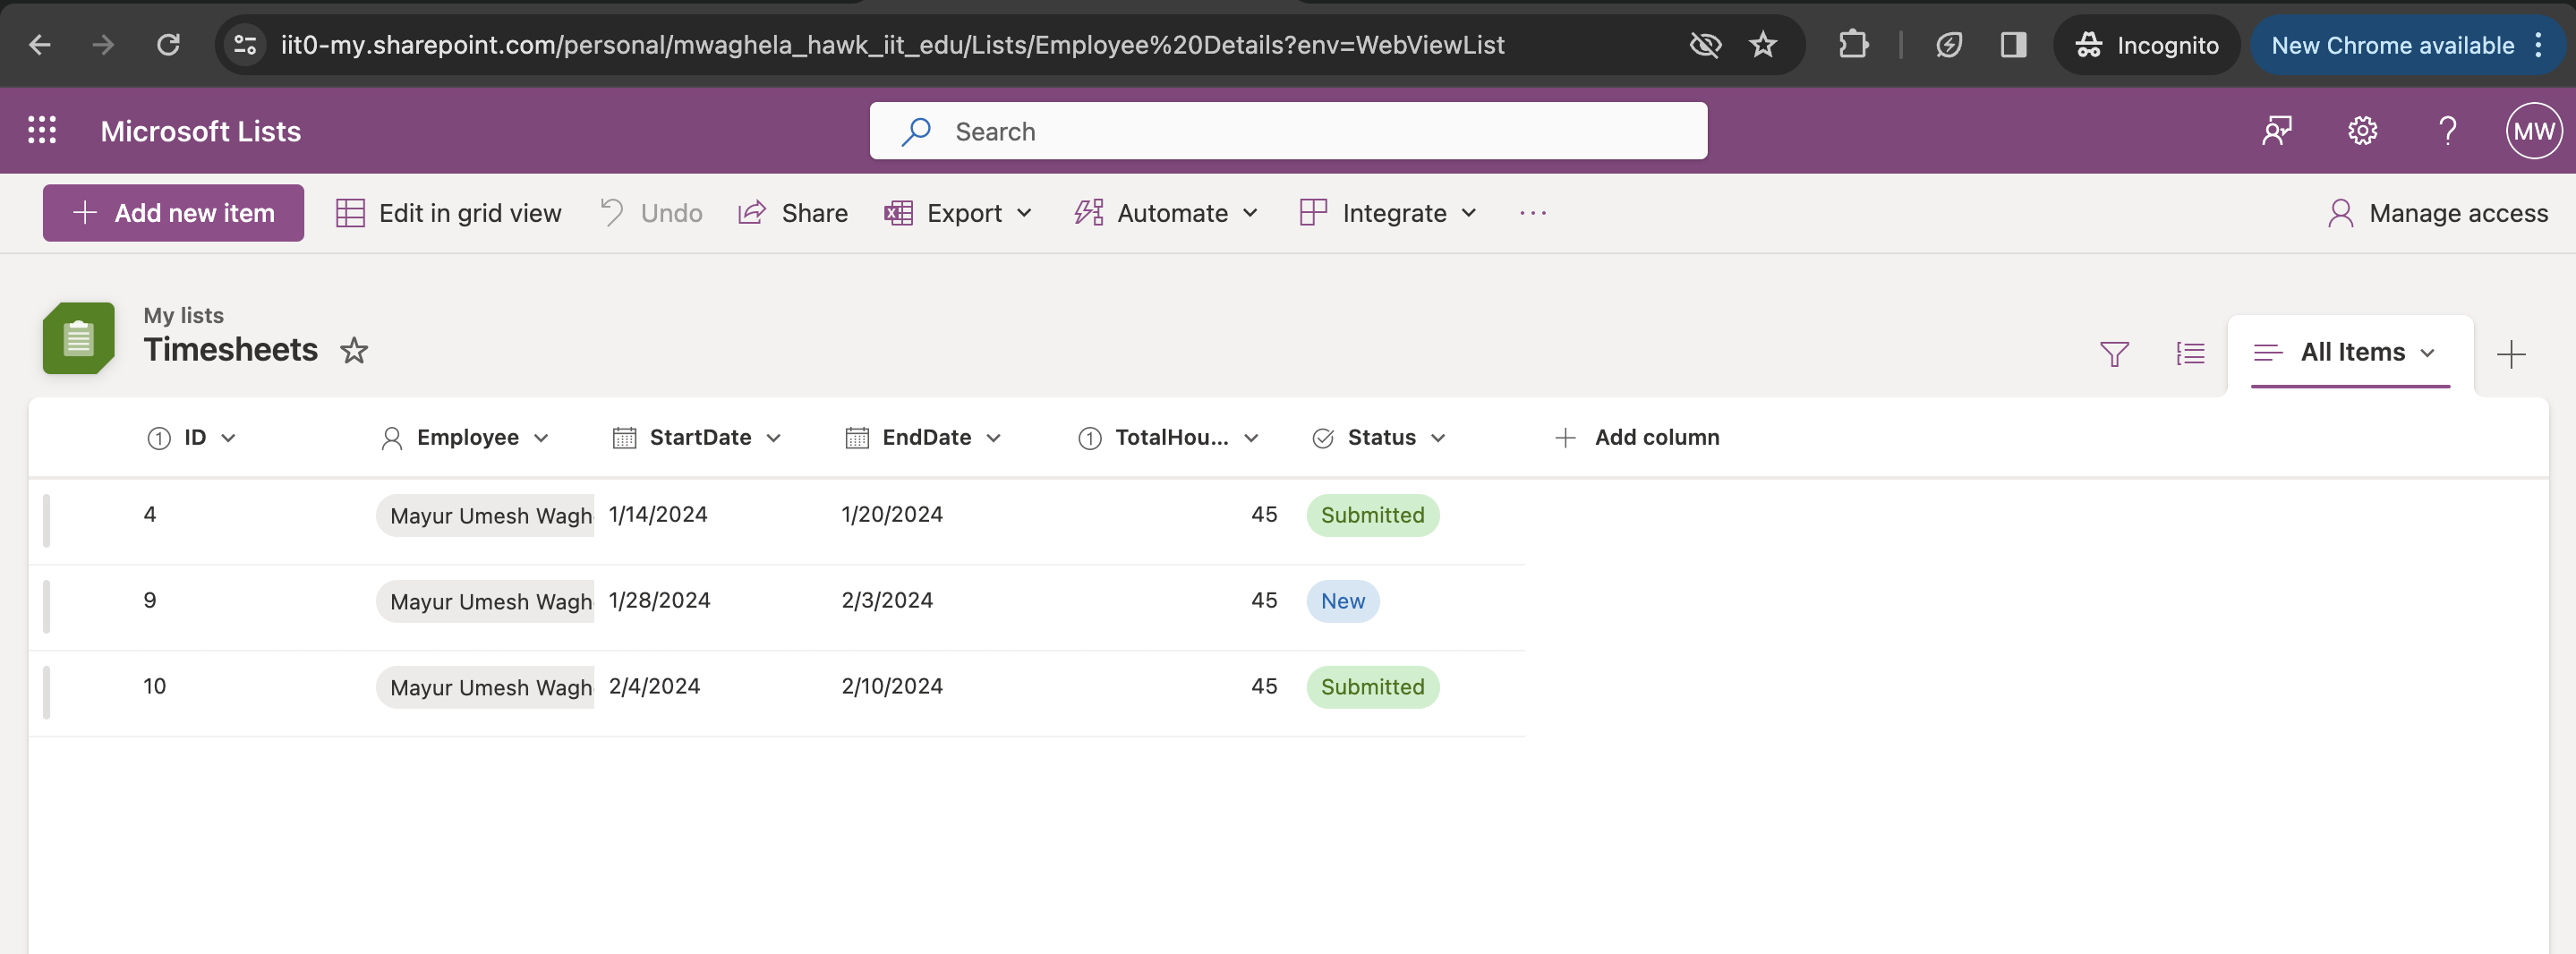 iit0-my.sharepoint.com/personal/mwaghela_hawk_iit_edu/Lists/Employee%20Details?env=WebViewList Incognito New Chrome available
Microsoft Lists Search MW
Add new item Edit in grid view Undo Share Export Automate Integrate ... Manage access
My lists
Timesheets All Items
ID Employee StartDate EndDate TotalHou... Status Add column
4 Mayur Umesh Wagh 1/14/2024 1/20/2024 45 Submitted
9 Mayur Umesh Wagh 1/28/2024 2/3/2024 45 New
10 Mayur Umesh Wagh 2/4/2024 2/10/2024 45 Submitted